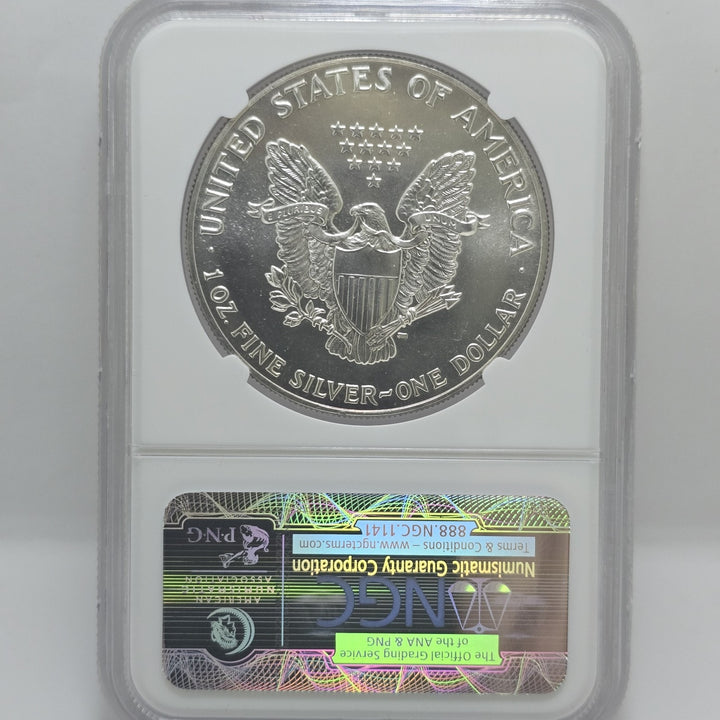 UNITED STATES OF AMERICA
E PLURIBUS UNUM
1 OZ. FINE SILVER~ONE DOLLAR
The Official Grading Service
of the ANA & PNG
NGC
Numismatic Guaranty Corporation
Terms & Conditions – www.ngcterms.com
888.NGC.1141
AMERICAN
NUMISMATIC
ASSOCIATION
P·N·G